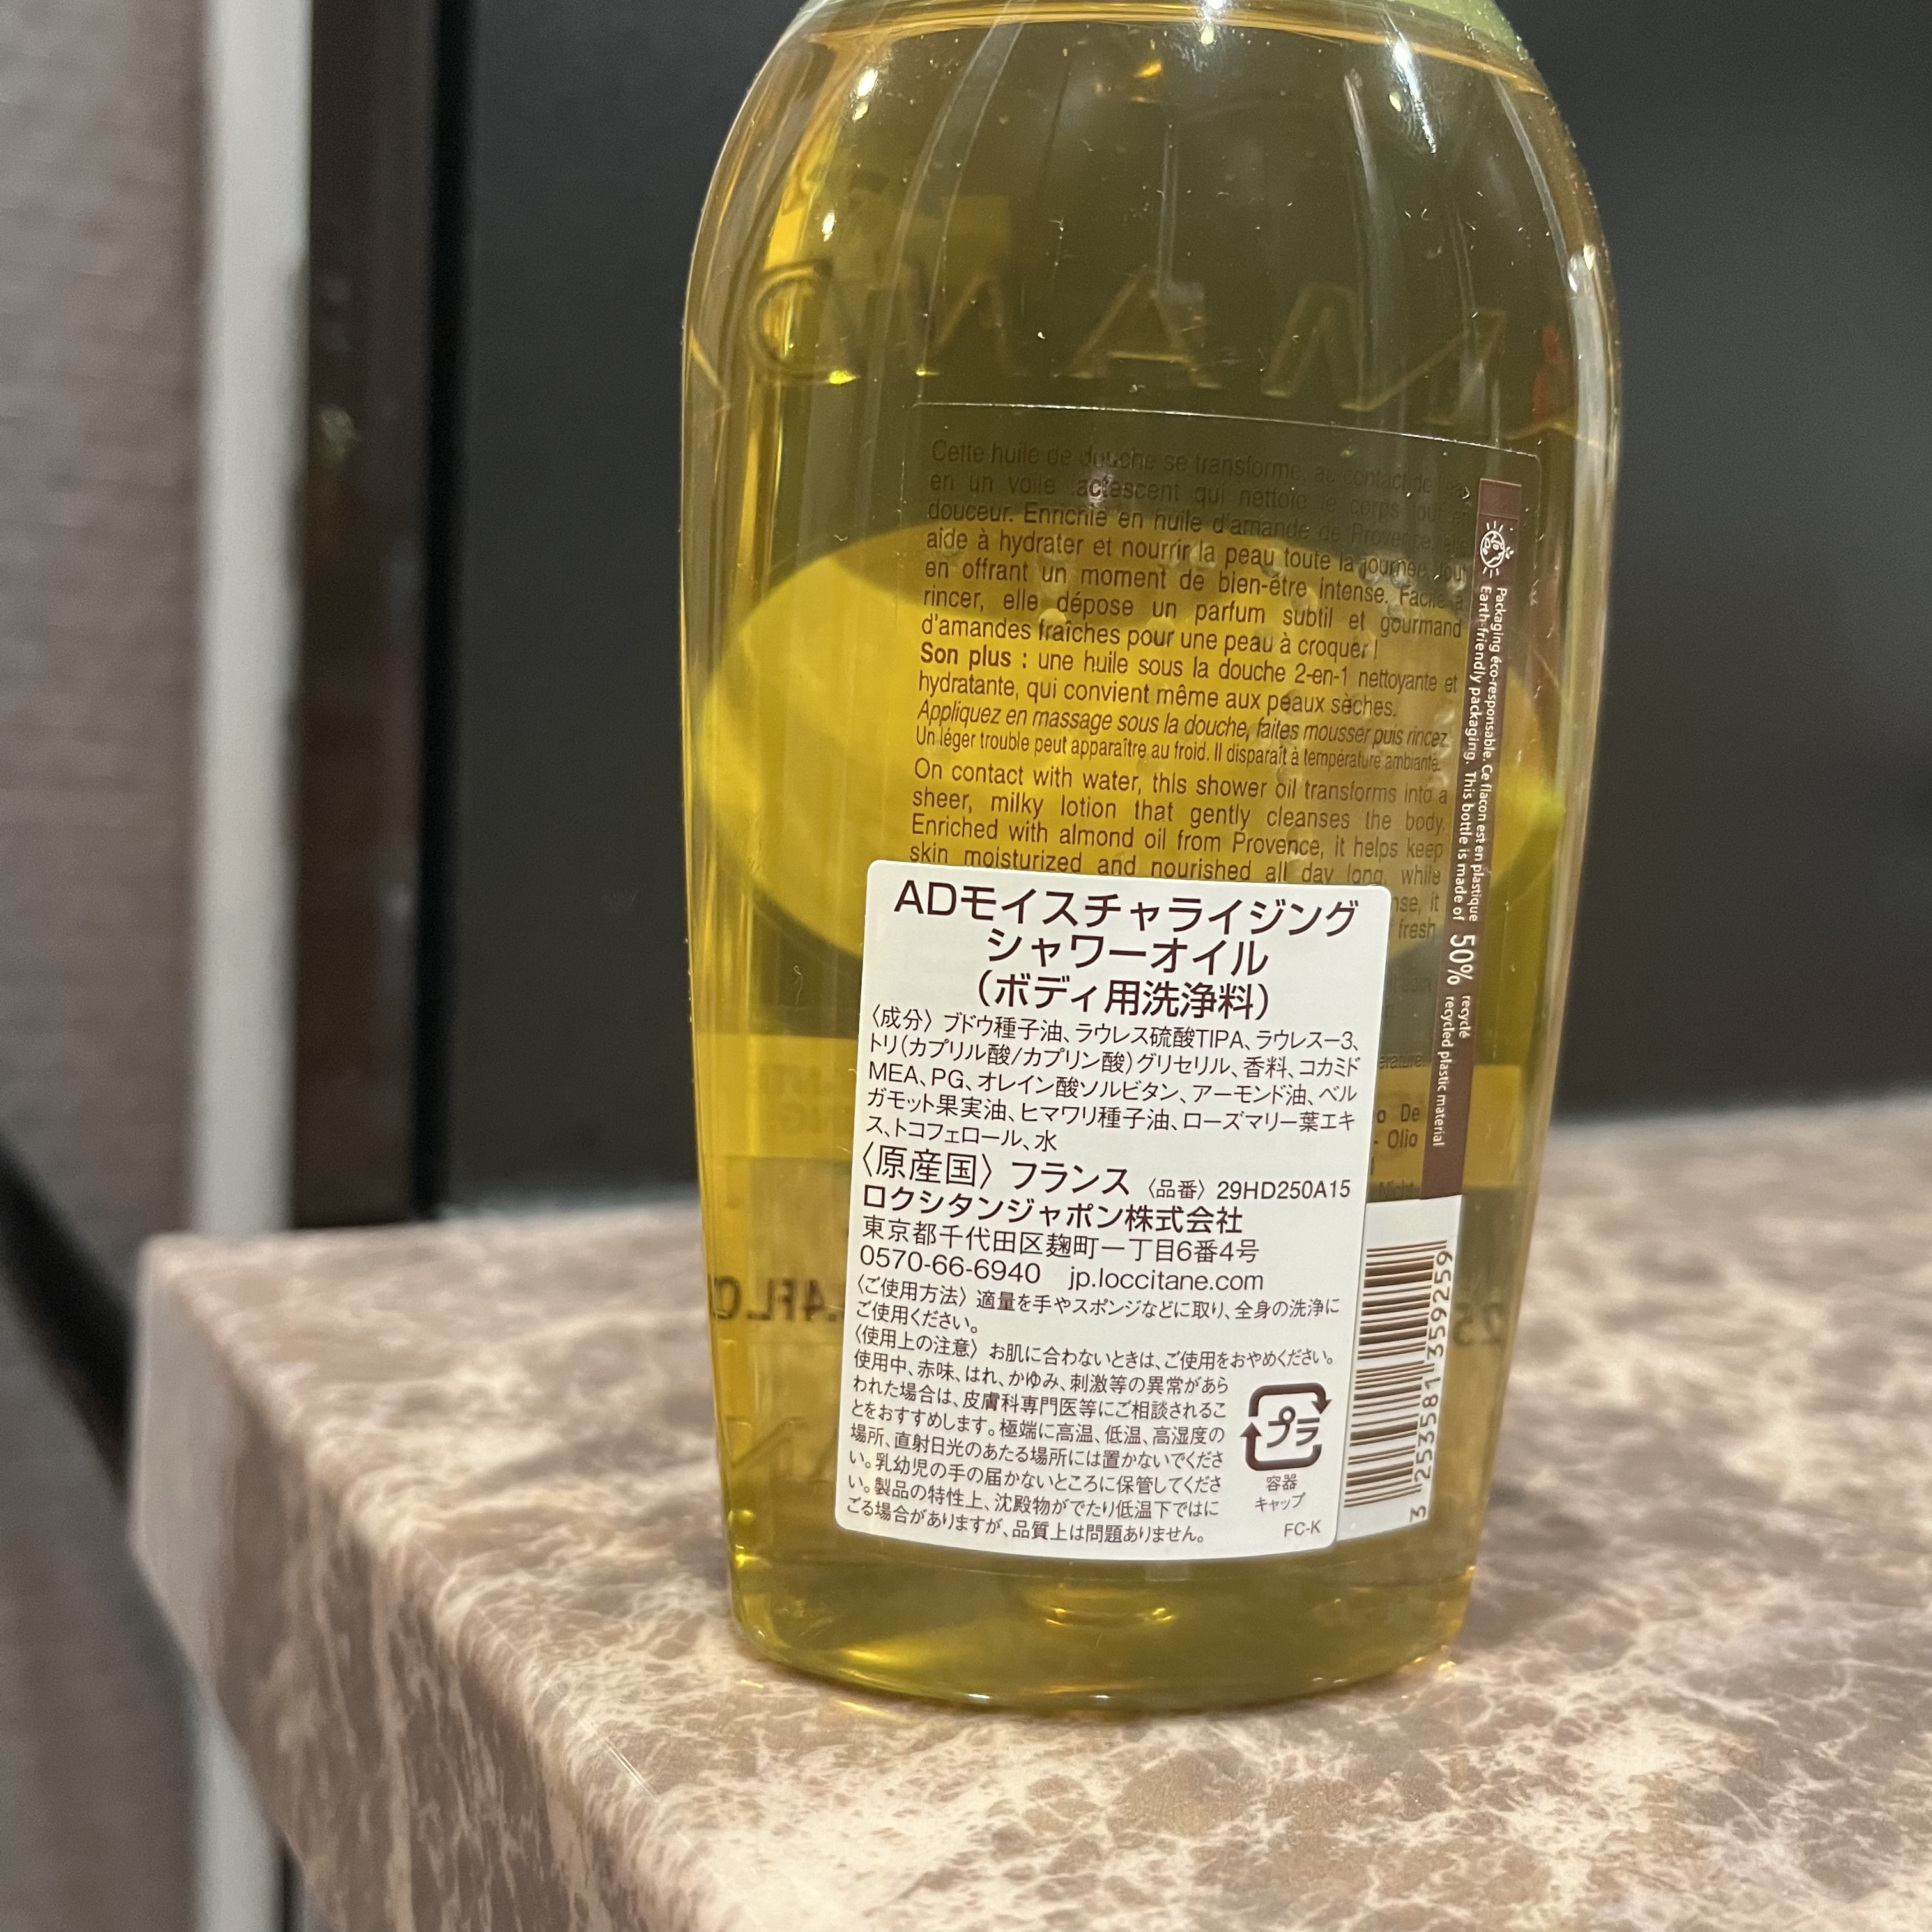 Cette huile de douche se transforme, au contact de
en un voile lactescent qui nettoie le corps tout en
douceur. Enrichie en huile d'amande de Provence, elle
aide à hydrater et nourrir la peau toute la journée, tout
en offrant un moment de bien-être intense. Facile à
rincer, elle dépose un parfum subtil et gourmand
d'amandes fraîches pour une peau à croquer !
Son plus : une huile sous la douche 2-en-1 nettoyante et
hydratante, qui convient même aux peaux sèches.
Appliquez en massage sous la douche, faites mousser puis rincez.
Un léger trouble peut apparaître au froid. Il disparaît à température ambiante.
On contact with water, this shower oil transforms into a
sheer, milky lotion that gently cleanses the body.
Enriched with almond oil from Provence, it helps keep
skin moisturized and nourished all day long, while
it
fresh
De
- Olio
Packaging éco-responsable. Ce flacon est en plastique 50% recyclé
Earth-friendly packaging. This bottle is made of 50% recycled plastic material
ADモイスチャライジング
シャワーオイル
（ボディ用洗浄料）
〈成分〉ブドウ種子油、ラウレス硫酸TIPA、ラウレス－3、
トリ（カプリル酸/カプリン酸）グリセリル、香料、コカミド
MEA、PG、オレイン酸ソルビタン、アーモンド油、ベル
ガモット果実油、ヒマワリ種子油、ローズマリー葉エキ
ス、トコフェロール、水
〈原産国〉フランス 〈品番〉29HD250A15
ロクシタンジャポン株式会社
東京都千代田区麹町一丁目6番4号
0570-66-6940 jp.loccitane.com
〈ご使用方法〉適量を手やスポンジなどに取り、全身の洗浄に
ご使用ください。
〈使用上の注意〉お肌に合わないときは、ご使用をおやめください。
使用中、赤味、はれ、かゆみ、刺激等の異常があら
われた場合は、皮膚科専門医等にご相談されるこ
とをおすすめします。極端に高温、低温、高湿度の
場所、直射日光のあたる場所には置かないでくださ
い。乳幼児の手の届かないところに保管してくださ
い。製品の特性上、沈殿物がでたり低温下ではに
ごる場合がありますが、品質上は問題ありません。
プラ
容器
キャップ
FC-K
3 253581 359259